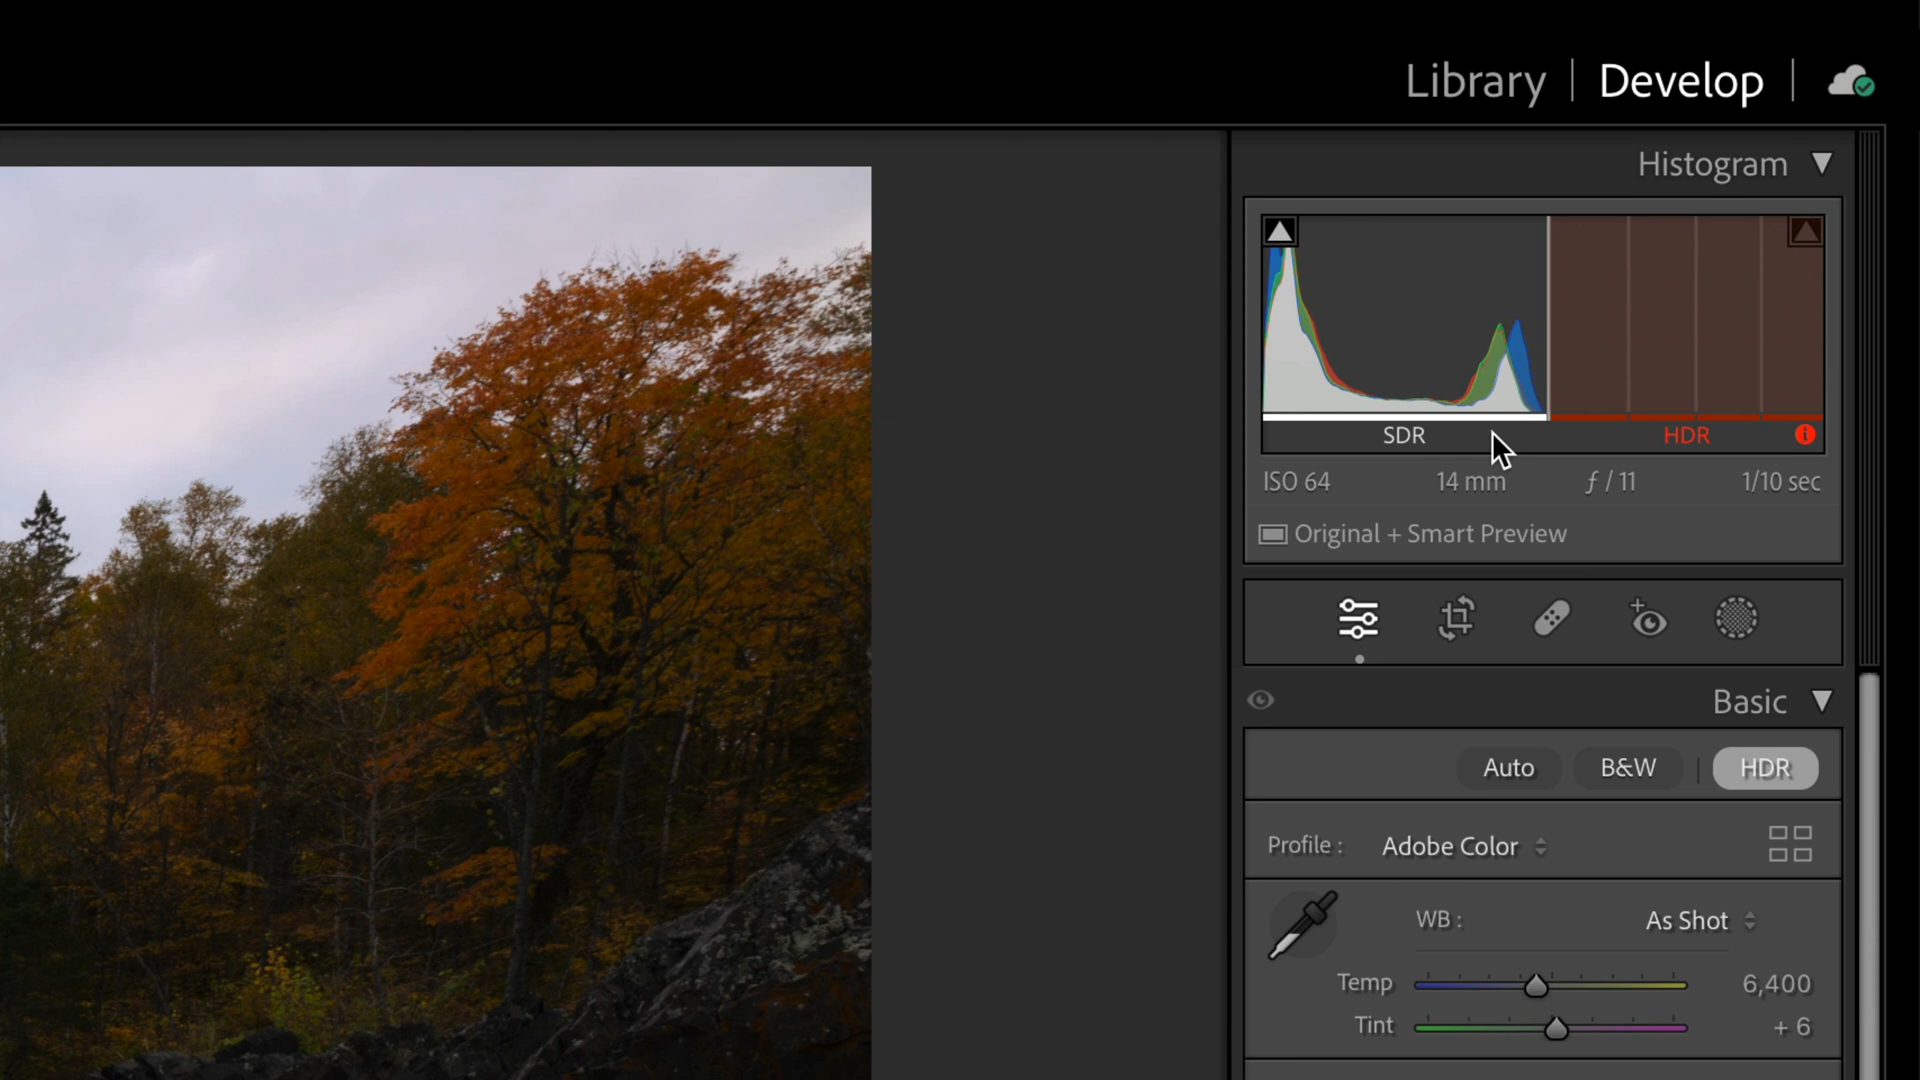 Library | Develop |
Histogram
SDR HDR
ISO 64 14 mm ƒ / 11 1/10 sec
Original + Smart Preview
Basic
Auto B&W | HDR
Profile : Adobe Color
WB : As Shot
Temp 6,400
Tint + 6